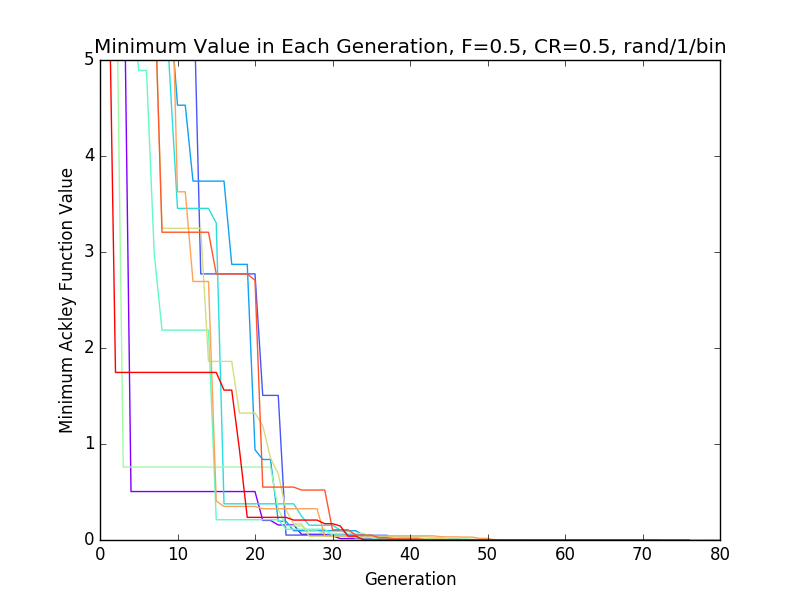 Minimum Value in Each Generation, F=0.5, CR=0.5, rand/1/bin
5
4
3
2
1
0
Minimum Ackley Function Value
0 10 20 30 40 50 60 70 80
Generation